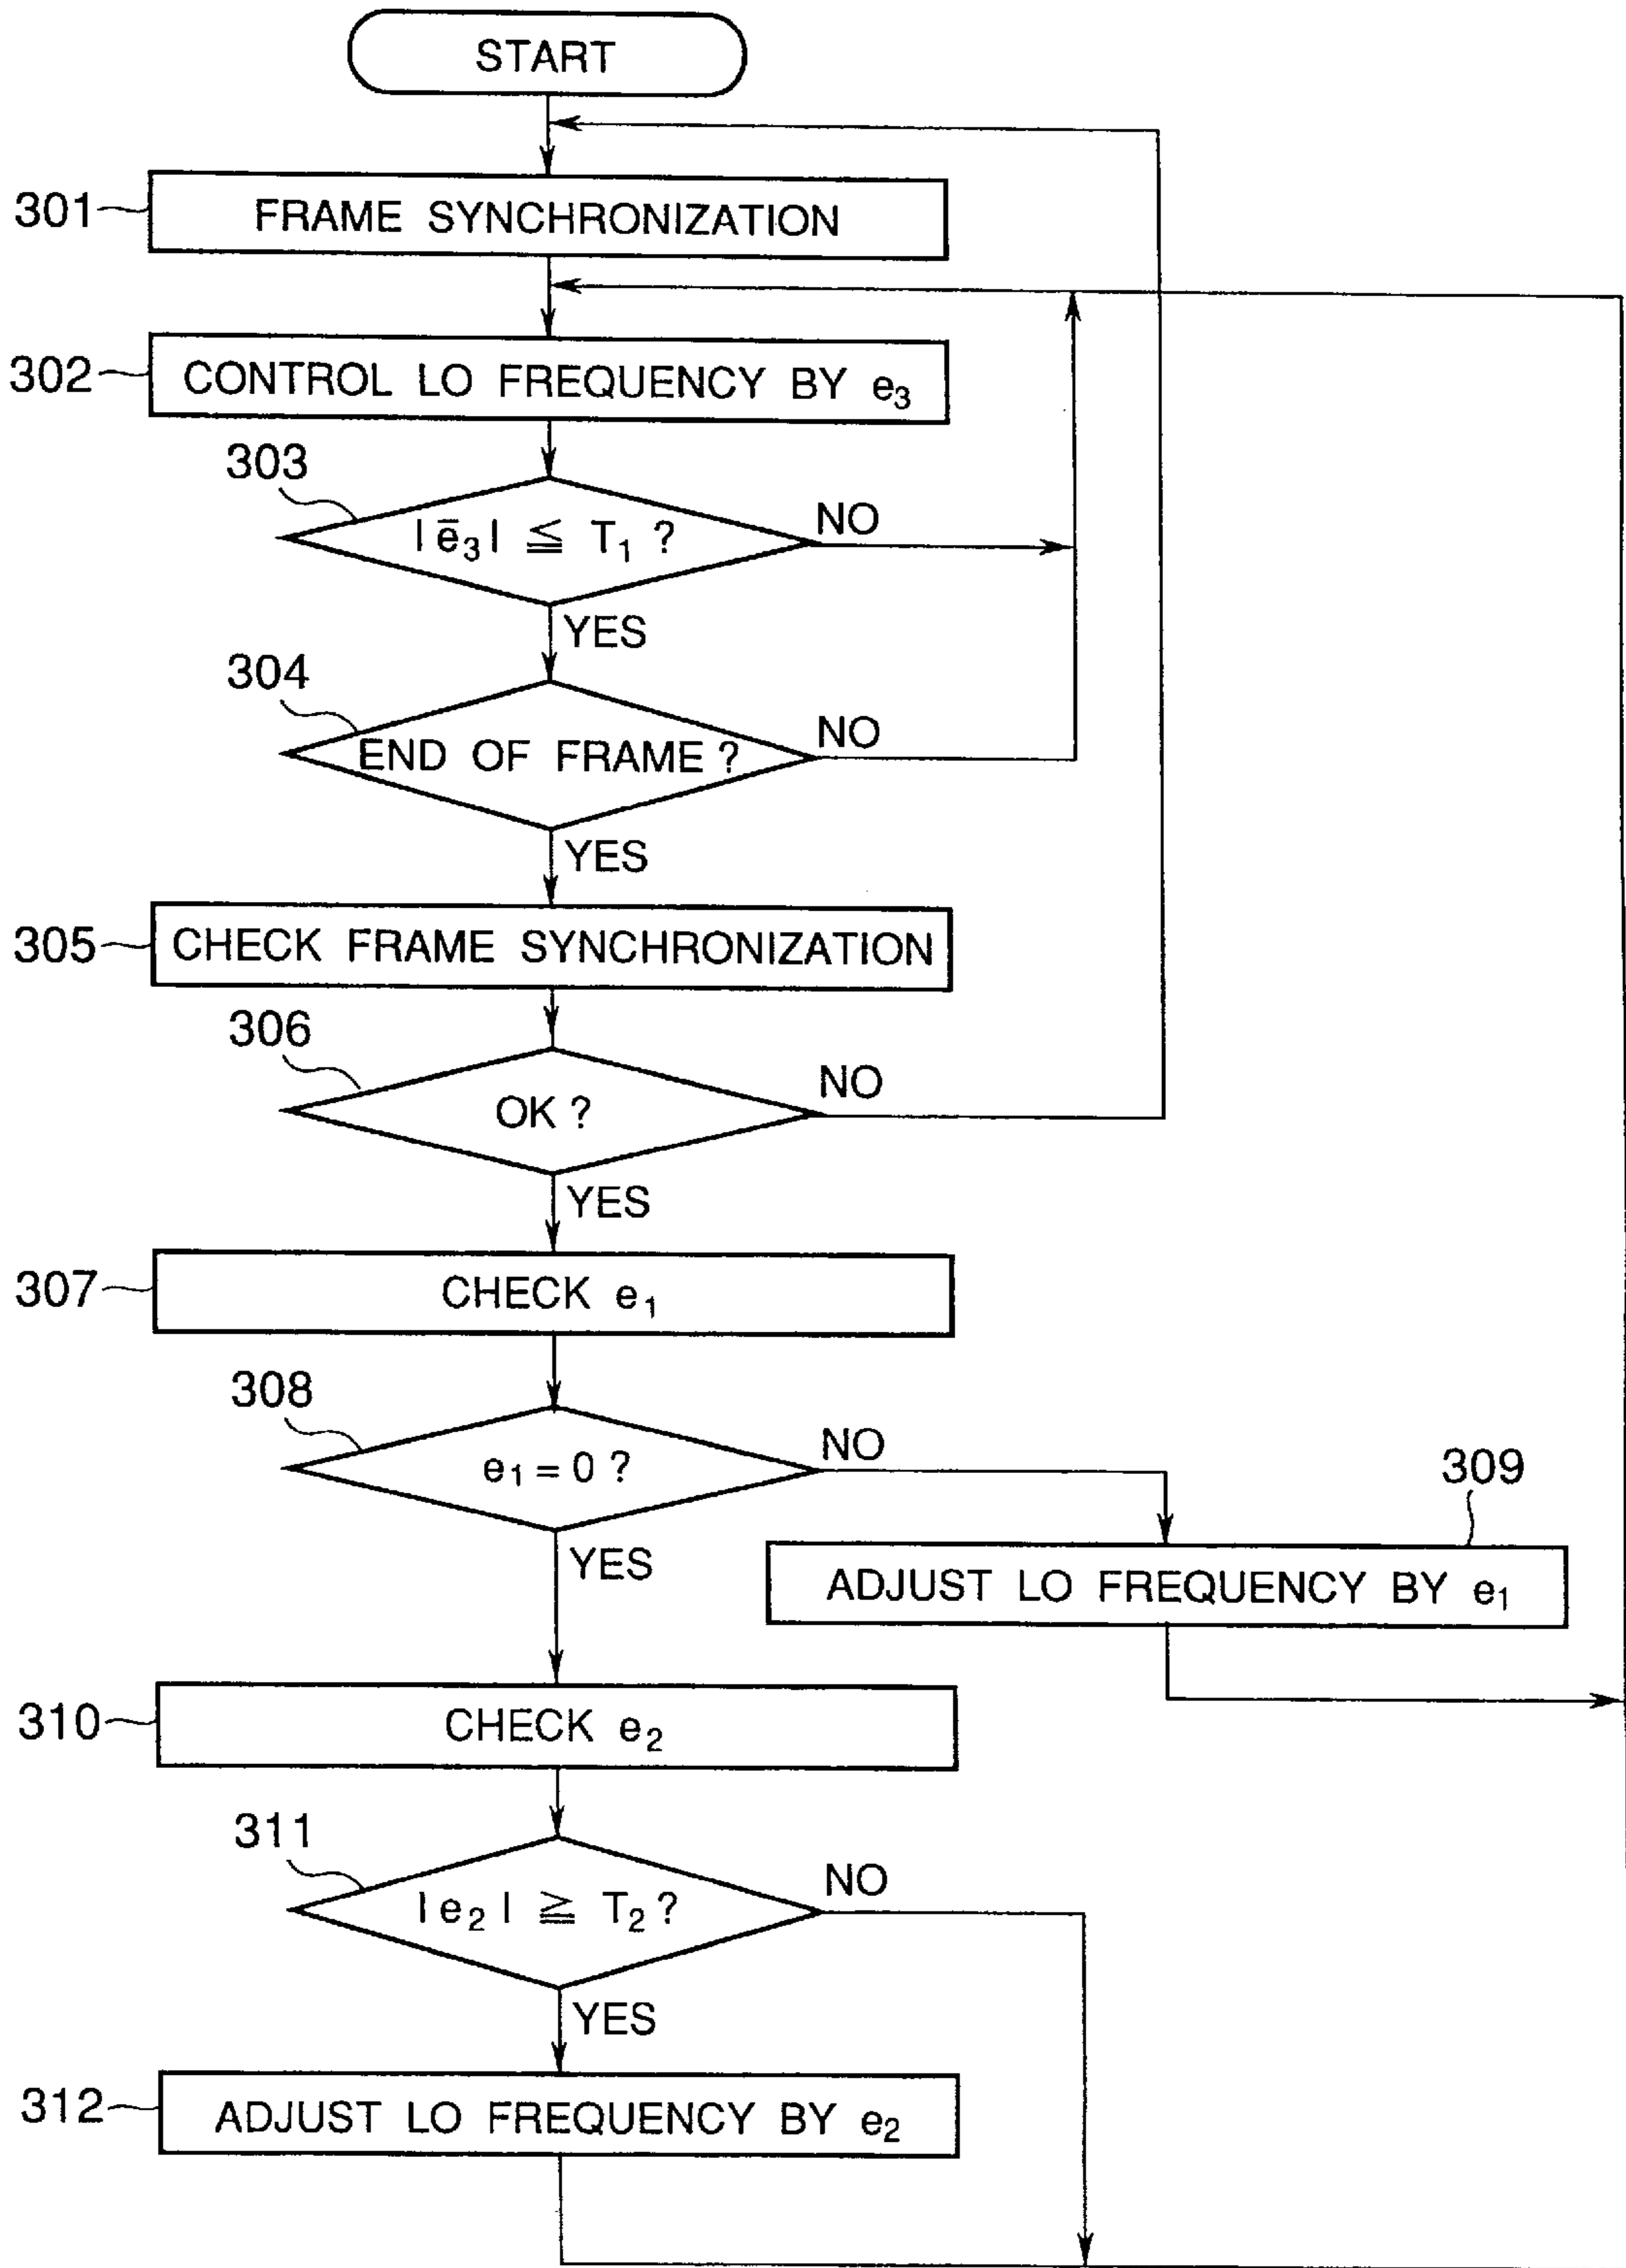 START
301
FRAME SYNCHRONIZATION
302
CONTROL LO FREQUENCY BY e₃
303
| ē₃ | ≦ T₁ ?
NO
YES
304
END OF FRAME ?
NO
YES
305
CHECK FRAME SYNCHRONIZATION
306
OK ?
NO
YES
307
CHECK e₁
308
e₁ = 0 ?
NO
YES
309
ADJUST LO FREQUENCY BY e₁
310
CHECK e₂
311
| e₂ | ≧ T₂ ?
NO
YES
312
ADJUST LO FREQUENCY BY e₂